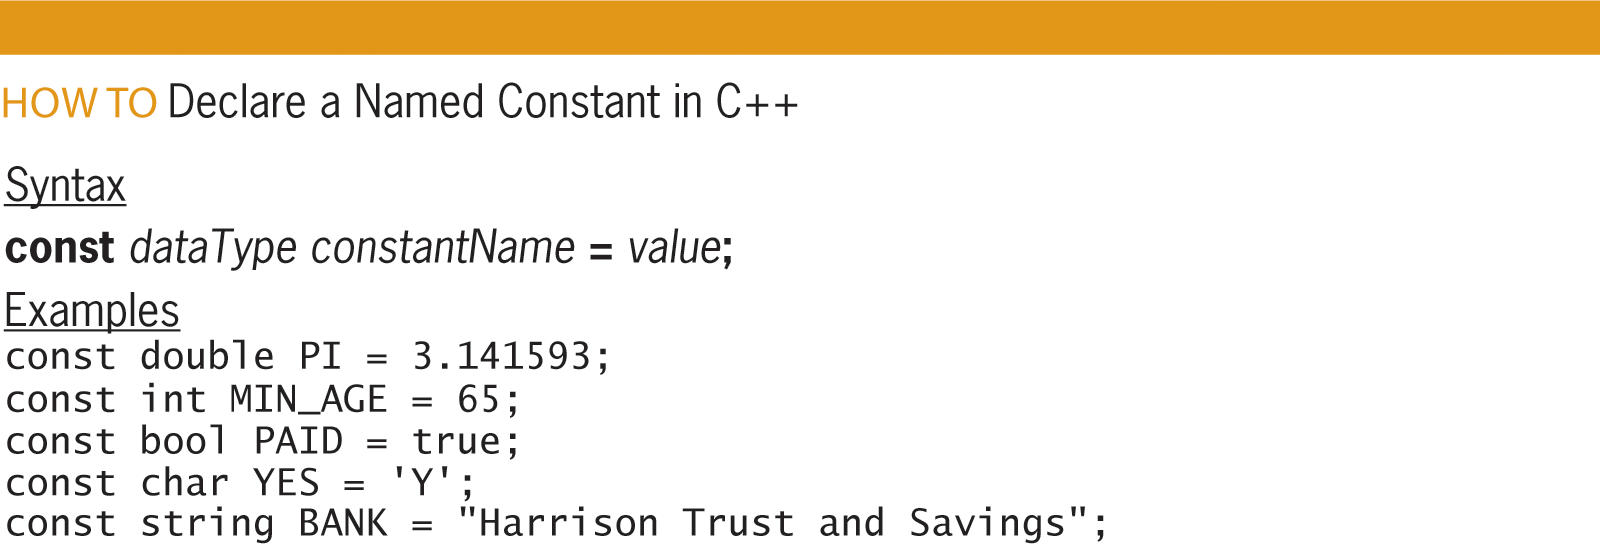 HOW TO Declare a Named Constant in C++
Syntax
const dataType constantName = value;
Examples
const double PI = 3.141593;
const int MIN_AGE = 65;
const bool PAID = true;
const char YES = 'Y';
const string BANK = "Harrison Trust and Savings";